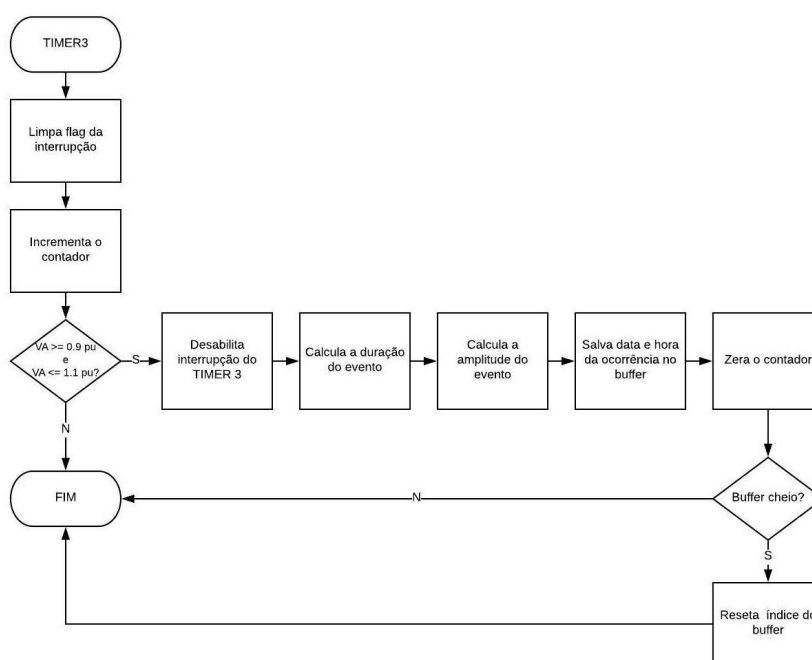 TIMER3
Limpa flag da
interrupção
Incrementa o
contador
VA >= 0.9 pu
e
VA <= 1.1 pu?
S
Desabilita
interrupção do
TIMER 3
Calcula a duração
do evento
Calcula a
amplitude do
evento
Salva data e hora
da ocorrência no
buffer
Zera o contador
N
FIM
N
Buffer cheio?
S
Reseta índice do
buffer